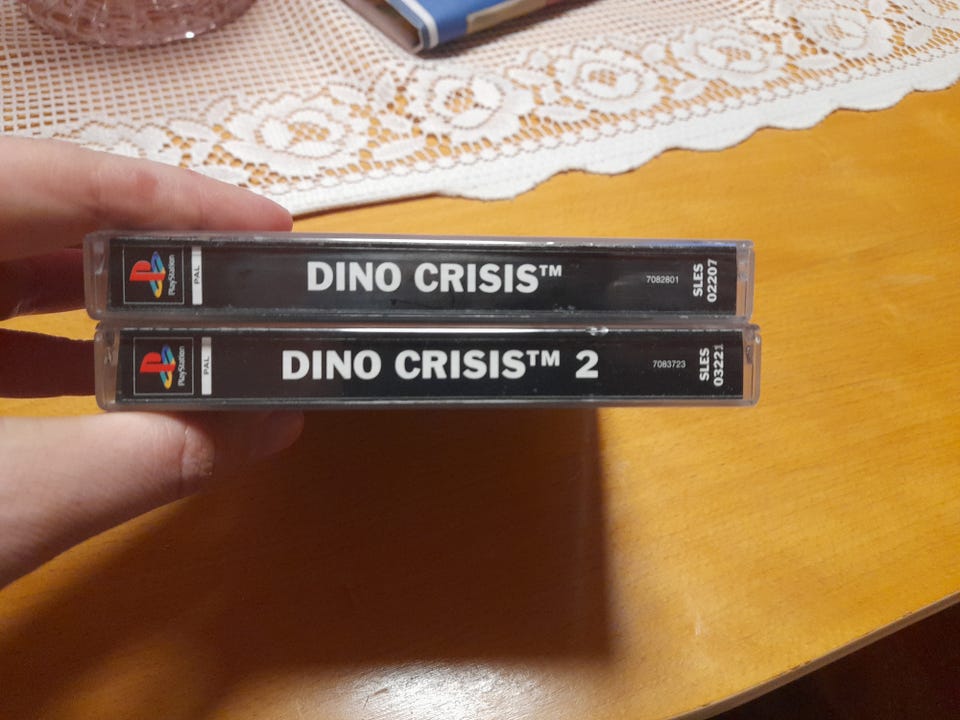 PlayStation
PAL
DINO CRISIS™
7082801
SLES
02207
PlayStation
PAL
DINO CRISIS™ 2
7083723
SLES
03221